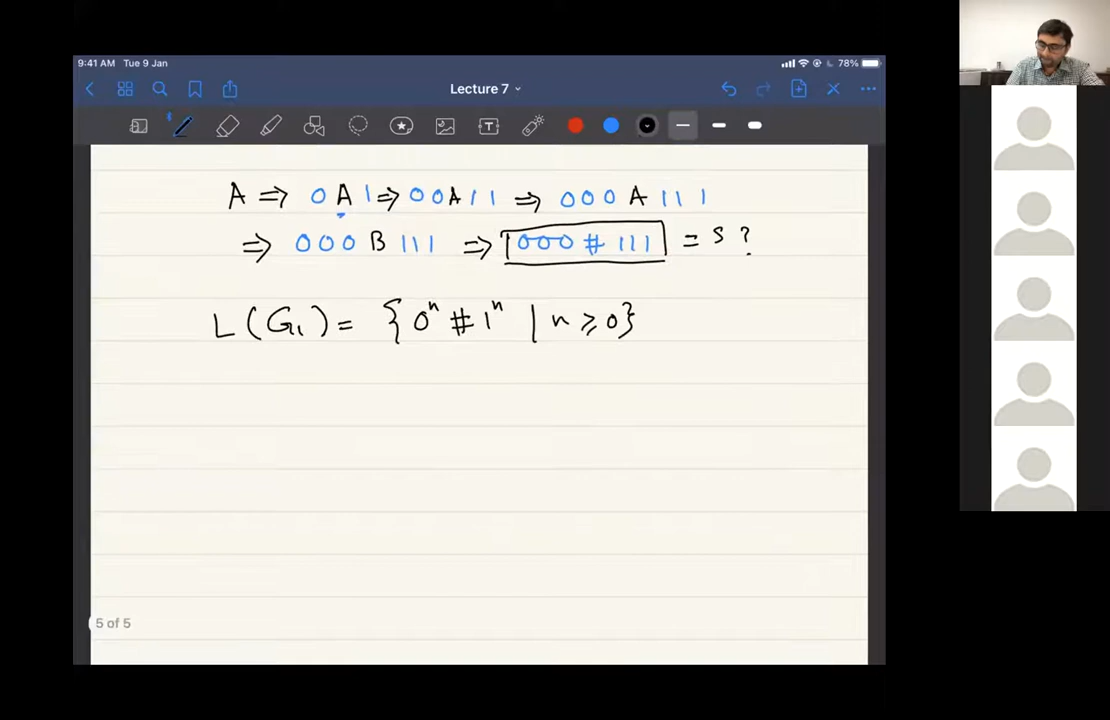 9:41 AM Tue 9 Jan 78%
Lecture 7
A ⇒ 0A1 ⇒ 00A11 ⇒ 000A111
⇒ 000B111 ⇒ 000#111 = S ?
L(G₁) = {0ⁿ#1ⁿ | n ⩾ 0}
5 of 5